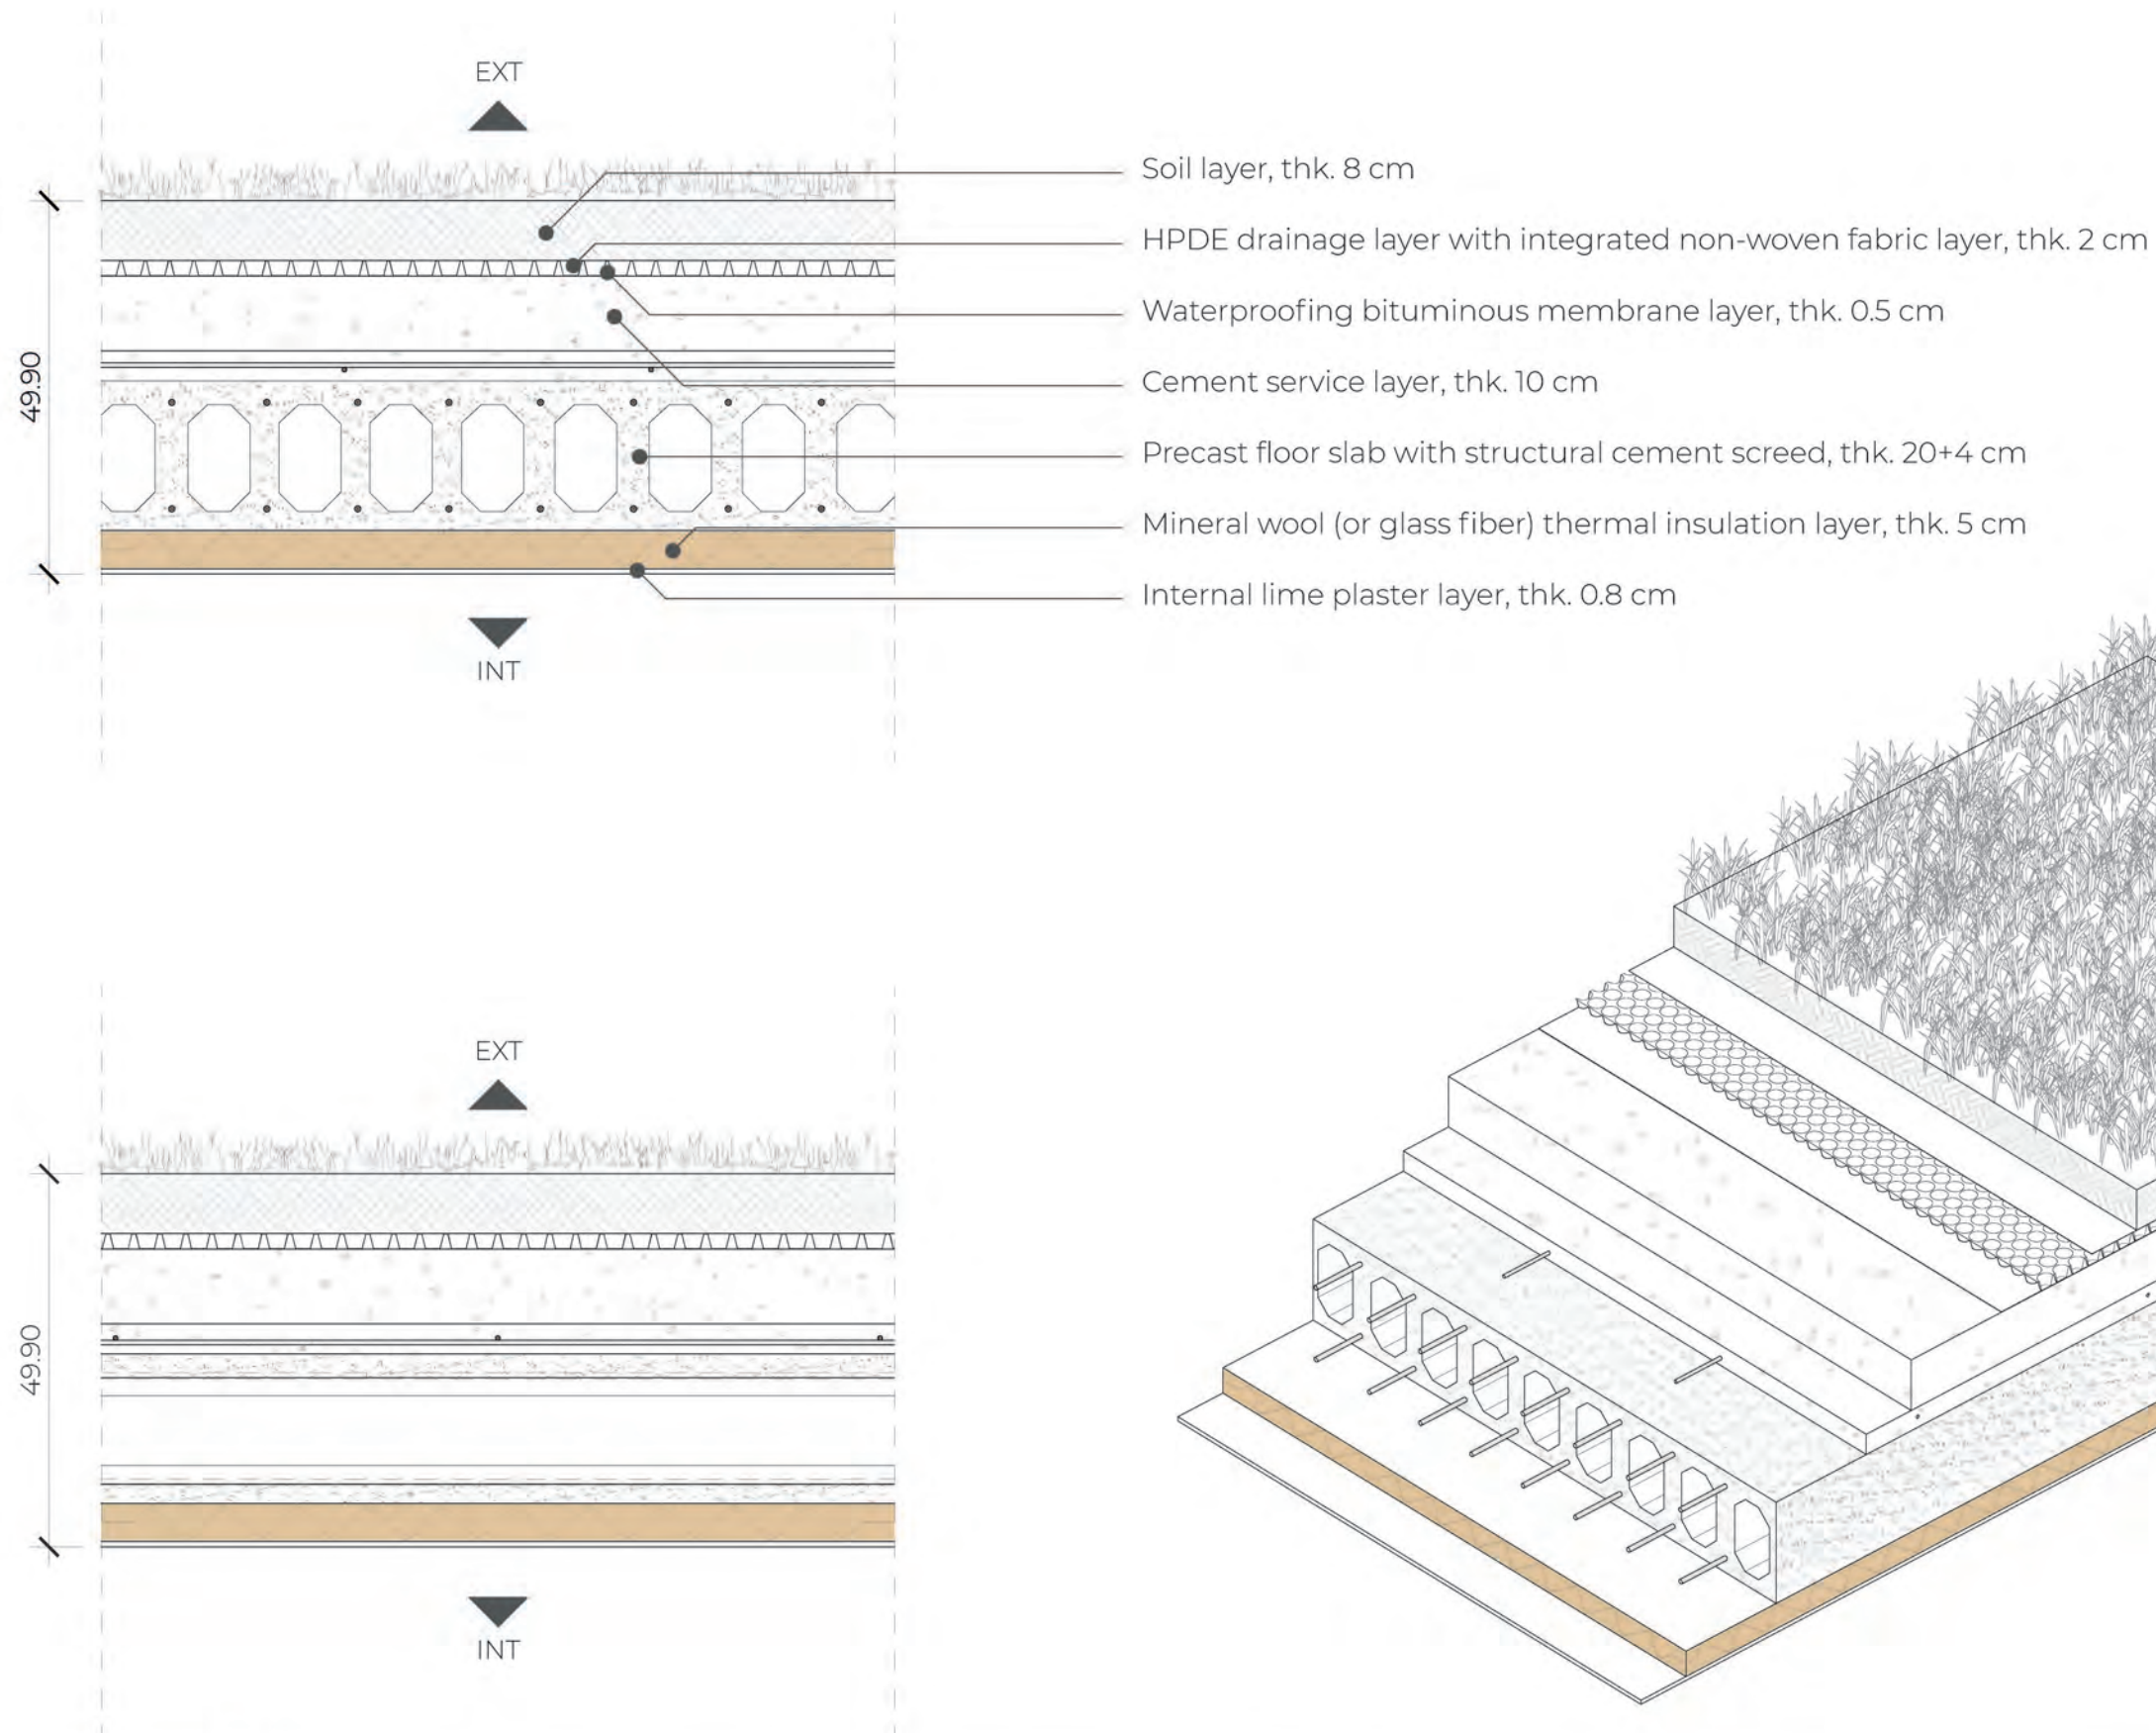 EXT
Soil layer, thk. 8 cm
HPDE drainage layer with integrated non-woven fabric layer, thk. 2 cm
Waterproofing bituminous membrane layer, thk. 0.5 cm
Cement service layer, thk. 10 cm
49.90
Precast floor slab with structural cement screed, thk. 20+4 cm
Mineral wool (or glass fiber) thermal insulation layer, thk. 5 cm
Internal lime plaster layer, thk. 0.8 cm
INT
EXT
49.90
INT